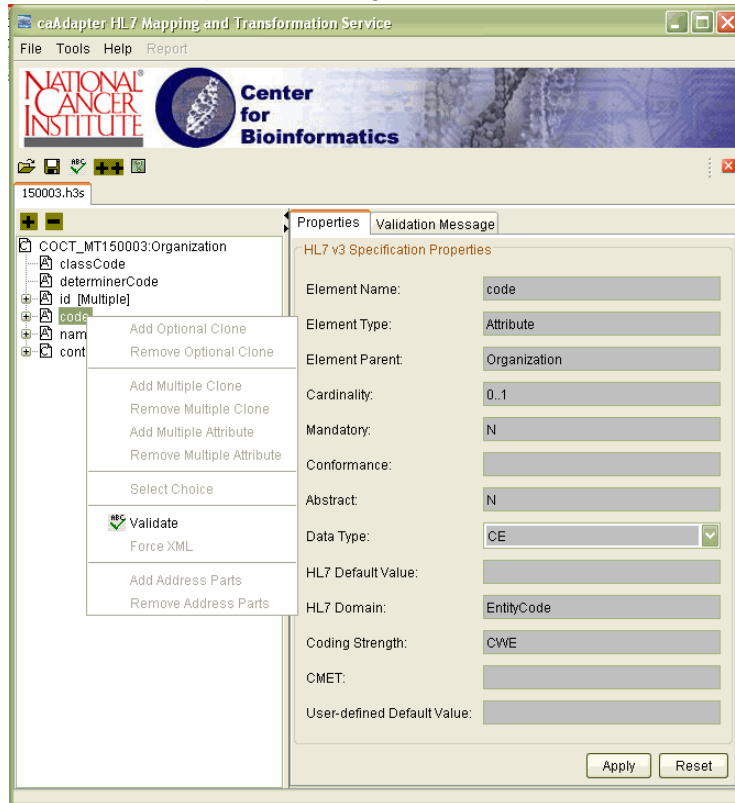 caAdapter HL7 Mapping and Transformation Service
File Tools Help Report
NATIONAL®
CANCER
INSTITUTE
Center
for
Bioinformatics
ABC
150003.h3s
Properties Validation Message
COCT_MT150003:Organization
classCode
determinerCode
id [Multiple]
code
nam
cont
Add Optional Clone
Remove Optional Clone
Add Multiple Clone
Remove Multiple Clone
Add Multiple Attribute
Remove Multiple Attribute
Select Choice
ABC Validate
Force XML
Add Address Parts
Remove Address Parts
HL7 v3 Specification Properties
Element Name: code
Element Type: Attribute
Element Parent: Organization
Cardinality: 0..1
Mandatory: N
Conformance:
Abstract: N
Data Type: CE
HL7 Default Value:
HL7 Domain: EntityCode
Coding Strength: CWE
CMET:
User-defined Default Value:
Apply Reset